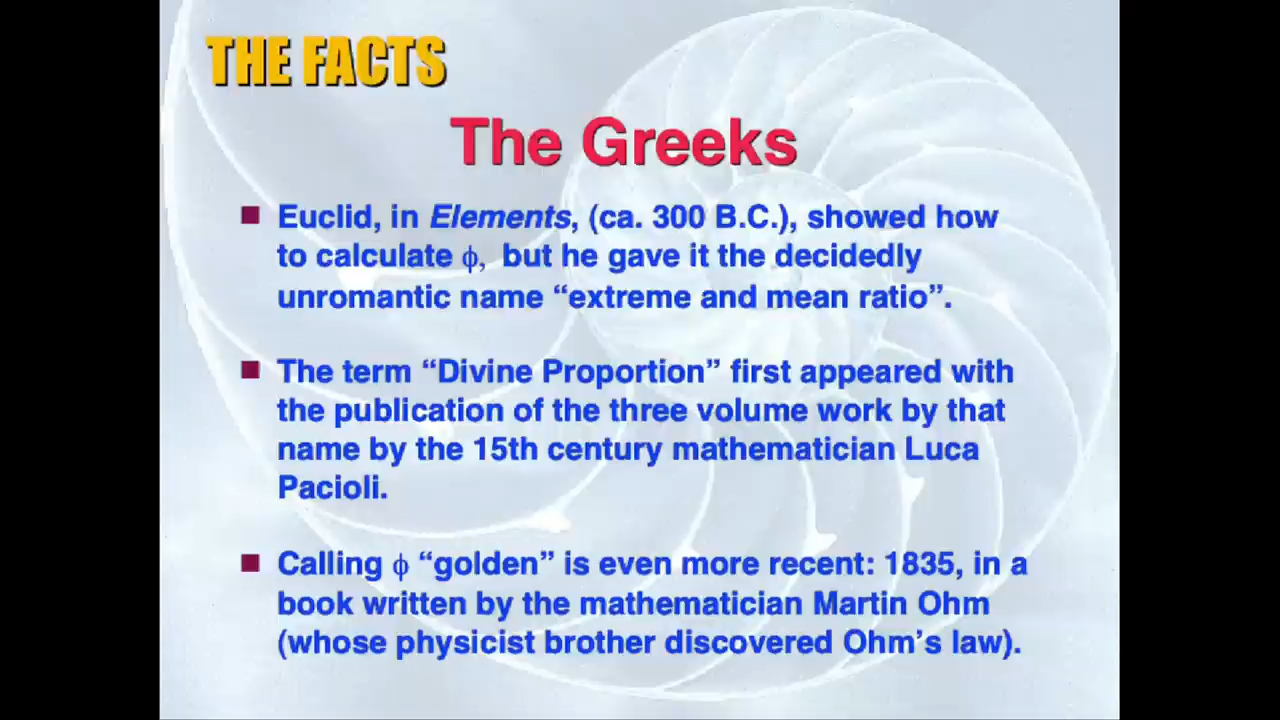 THE FACTS
The Greeks
Euclid, in Elements, (ca. 300 B.C.), showed how
to calculate ϕ, but he gave it the decidedly
unromantic name “extreme and mean ratio”.
The term “Divine Proportion” first appeared with
the publication of the three volume work by that
name by the 15th century mathematician Luca
Pacioli.
Calling ϕ “golden” is even more recent: 1835, in a
book written by the mathematician Martin Ohm
(whose physicist brother discovered Ohm’s law).